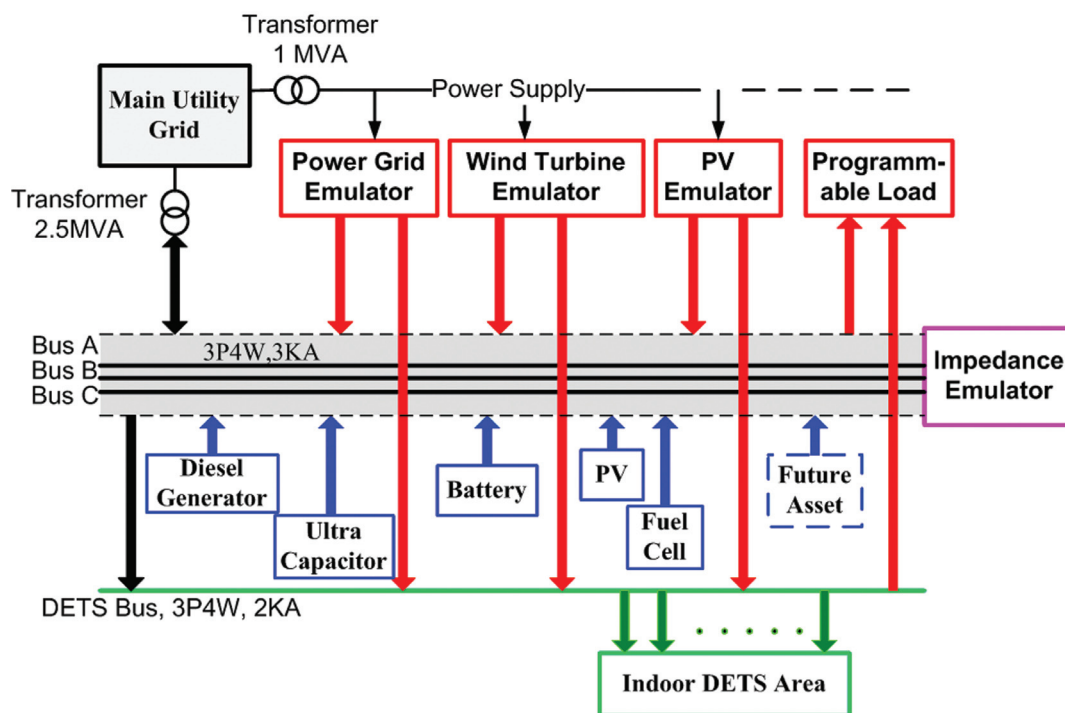 Transformer
1 MVA
Main Utility
Grid
Power Supply
Power Grid
Emulator
Wind Turbine
Emulator
PV
Emulator
Programm-
able Load
Transformer
2.5MVA
Bus A
3P4W,3KA
Bus B
Bus C
Impedance
Emulator
Diesel
Generator
Ultra
Capacitor
Battery
PV
Fuel
Cell
Future
Asset
DETS Bus, 3P4W, 2KA
Indoor DETS Area